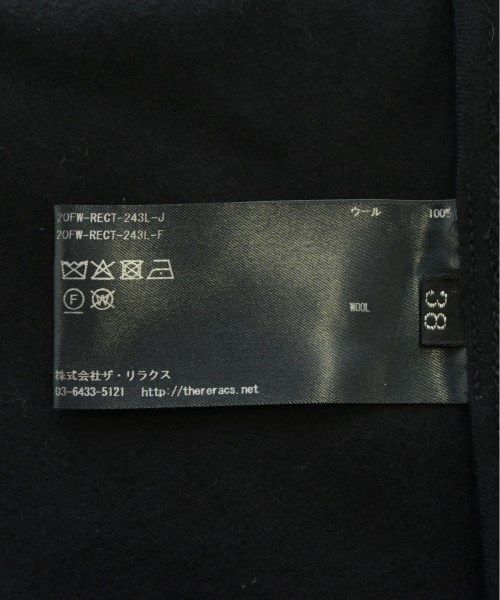 20FW-RECT-243L-J
20FW-RECT-243L-F
ウール 100%
WOOL
38
F
W
株式会社ザ・リラクス
03-6433-5121 http://thereracs.net